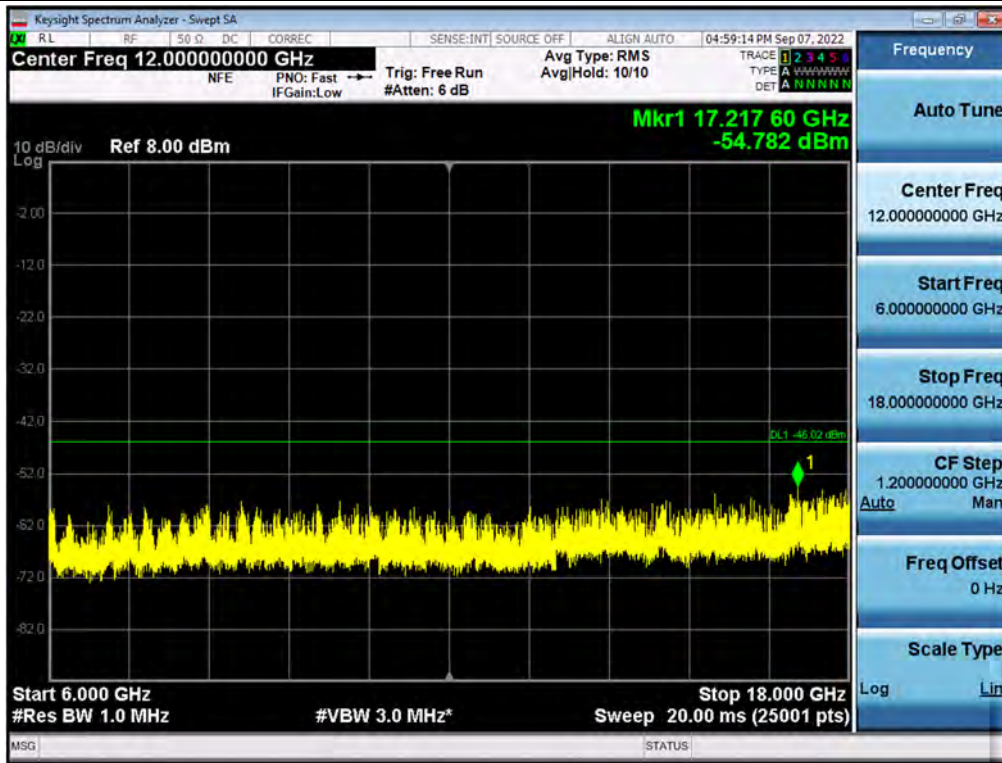 Keysight Spectrum Analyzer - Swept SA
LXI RL RF 50 Ω DC CORREC SENSE:INT SOURCE OFF ALIGN AUTO 04:59:14 PM Sep 07, 2022
Center Freq 12.000000000 GHz
NFE
PNO: Fast
IFGain:Low
Trig: Free Run
#Atten: 6 dB
Avg Type: RMS
Avg|Hold: 10/10
TRACE 1 2 3 4 5 6
TYPE A WWWWW
DET A N N N N N
Mkr1 17.217 60 GHz
-54.782 dBm
10 dB/div Ref 8.00 dBm
Log
-2.00
-12.0
-22.0
-32.0
-42.0
DL1 -46.02 dBm
1
-52.0
-62.0
-72.0
-82.0
Start 6.000 GHz Stop 18.000 GHz
#Res BW 1.0 MHz #VBW 3.0 MHz* Sweep 20.00 ms (25001 pts)
MSG STATUS
Frequency
Auto Tune
Center Freq
12.000000000 GHz
Start Freq
6.000000000 GHz
Stop Freq
18.000000000 GHz
CF Step
1.200000000 GHz
Auto Man
Freq Offset
0 Hz
Scale Type
Log Lin